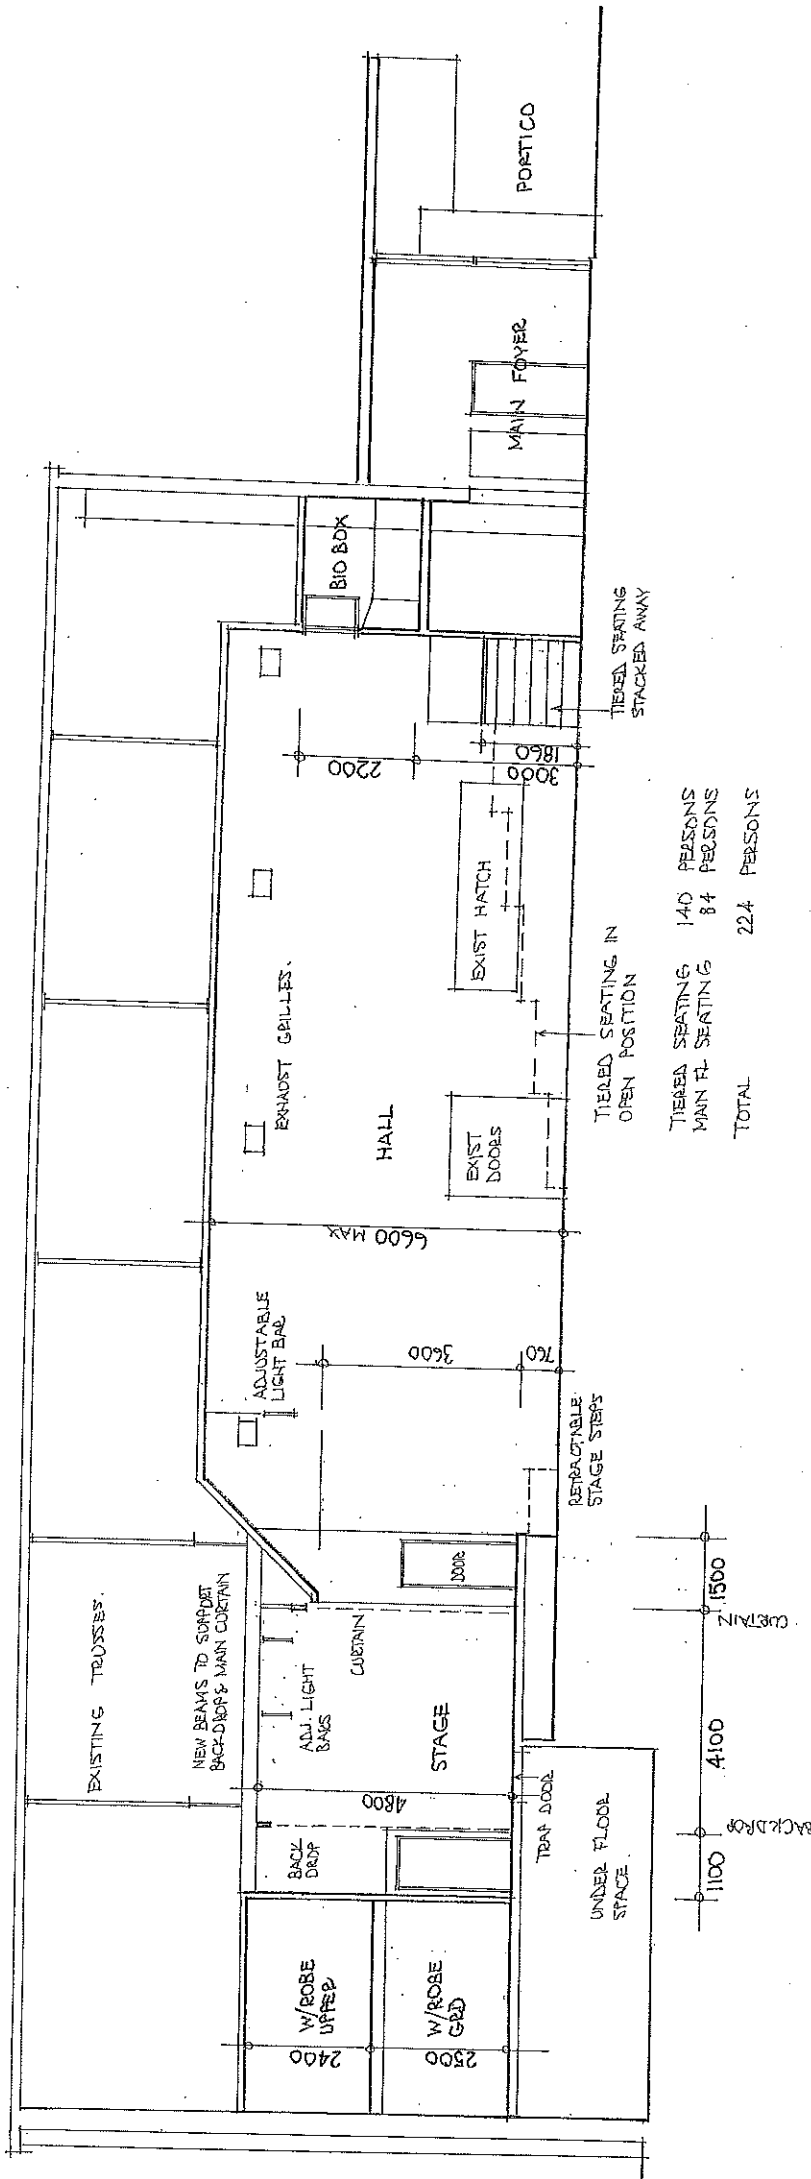 EXISTING TRUSSES.
NEW BEAMS TO SUPPORT
BACKDROP & MAIN CURTAIN
W/ROBE
UPPER
2400
W/ROBE
GRD
2500
BACK
DROP
4800
ADJ. LIGHT
BARS
CURTAIN
STAGE
DOOR
TRAP DOOR
UNDER FLOOR
SPACE.
1100
BACKDROP
4100
CURTAIN
1500
ADJUSTABLE
LIGHT BAR
3600
760
RETRACTABLE
STAGE STEPS
6600 MAX
EXHAUST GRILLES.
HALL
EXIST
DOORS
EXIST HATCH
2200
3000
1860
TIERED SEATING IN
OPEN POSITION
TIERED SEATING
STACKED AWAY
TIERED SEATING 140 PERSONS
MAIN FL SEATING 84 PERSONS
TOTAL 224 PERSONS
BIO BOX
MAIN FOYER
PORTICO